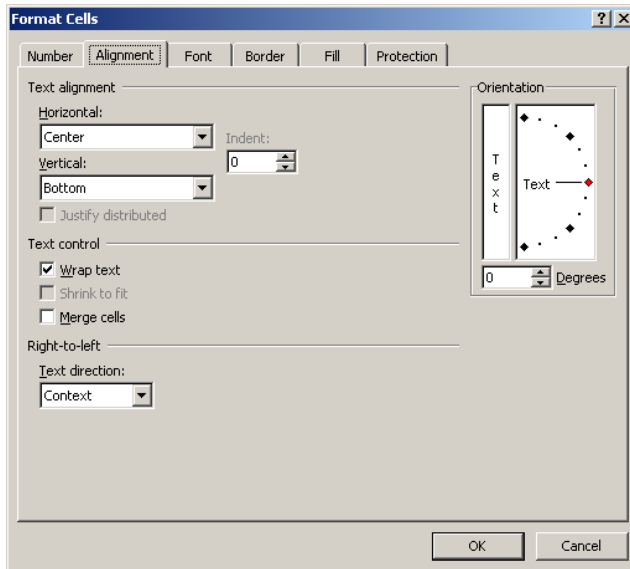 Format Cells
Number Alignment Font Border Fill Protection
Text alignment
Horizontal:
Center
Indent:
0
Vertical:
Bottom
Justify distributed
Text control
Wrap text
Shrink to fit
Merge cells
Right-to-left
Text direction:
Context
Orientation
Text
Text
0 Degrees
OK Cancel